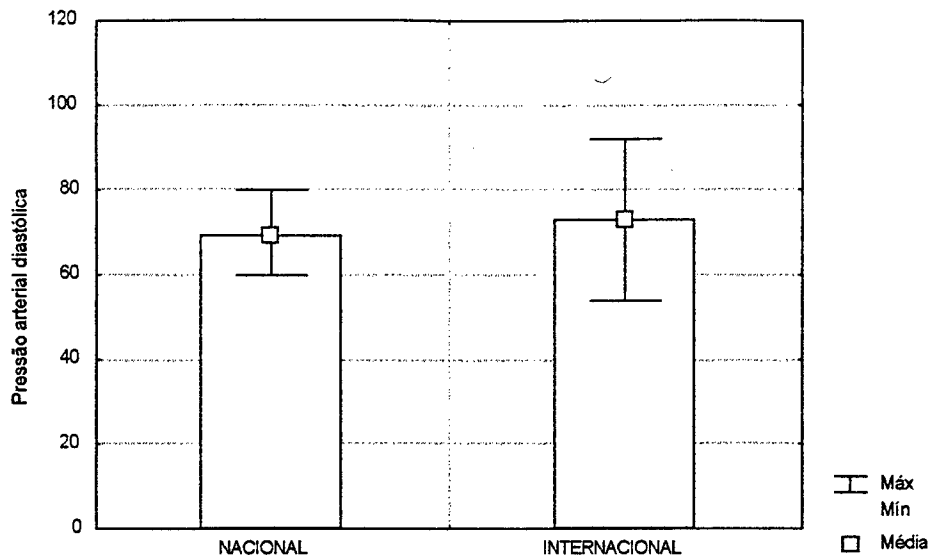 120
100
80
60
40
20
0
Pressão arterial diastólica
NACIONAL
INTERNACIONAL
Máx
Mín
Média